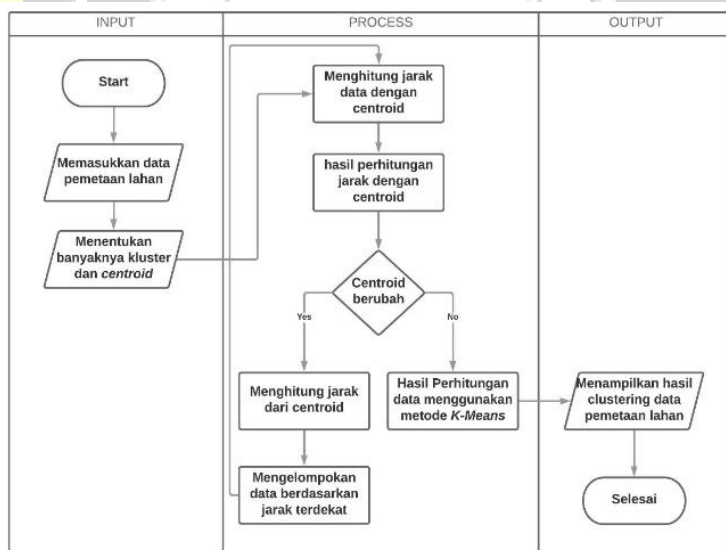 INPUT
PROCESS
OUTPUT
Start
Memasukkan data
pemetaan lahan
Menentukan
banyaknya kluster
dan centroid
Menghitung jarak
data dengan
centroid
hasil perhitungan
jarak dengan
centroid
Centroid
berubah
Yes
No
Menghitung jarak
dari centroid
Mengelompokan
data berdasarkan
jarak terdekat
Hasil Perhitungan
data menggunakan
metode K-Means
Menampilkan hasil
clustering data
pemetaan lahan
Selesai